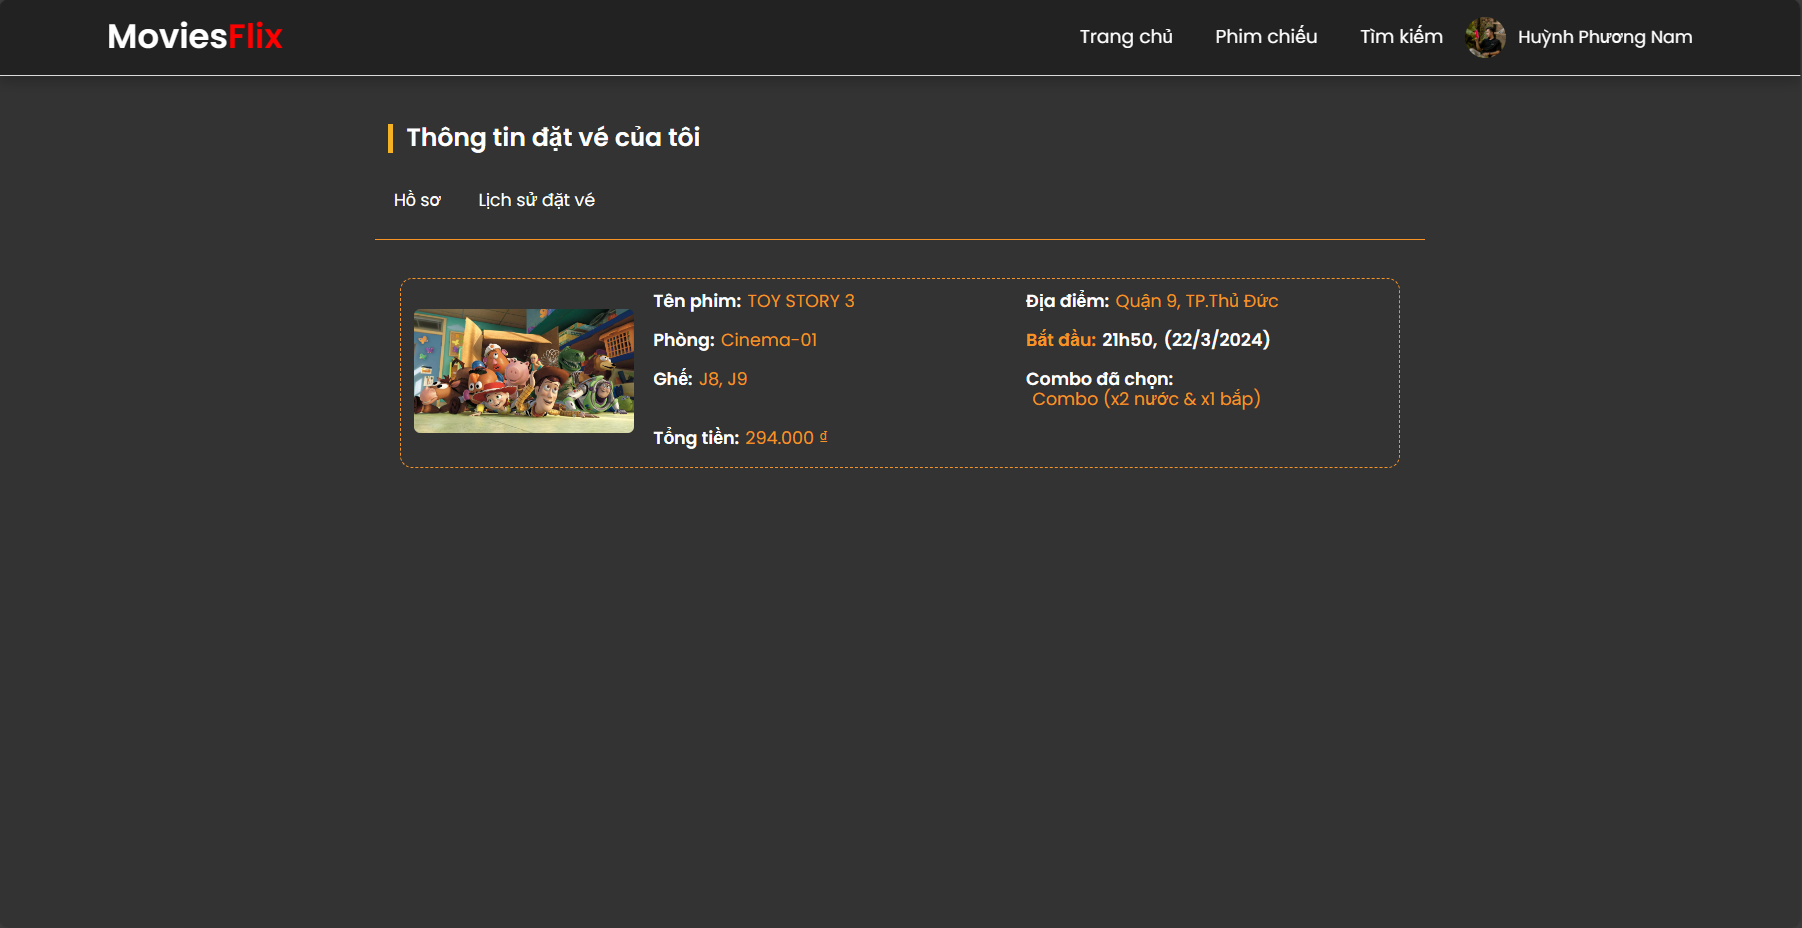 MoviesFlix
Trang chủ
Phim chiếu
Tìm kiếm
Huỳnh Phương Nam
Thông tin đặt vé của tôi
Hồ sơ
Lịch sử đặt vé
Tên phim: TOY STORY 3
Địa điểm: Quận 9, TP.Thủ Đức
Phòng: Cinema-01
Bắt đầu: 21h50, (22/3/2024)
Ghế: J8, J9
Combo đã chọn:
Combo (x2 nước & x1 bắp)
Tổng tiền: 294.000 ₫